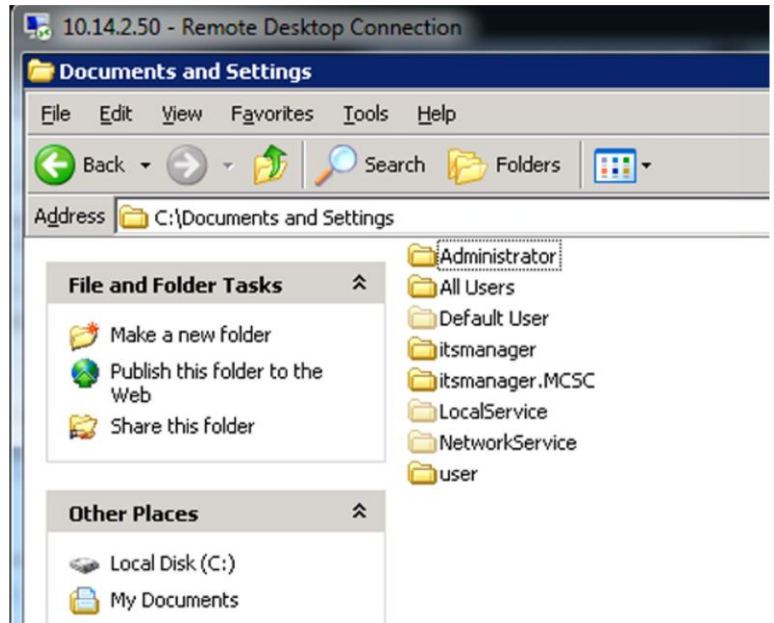 10.14.2.50 - Remote Desktop Connection
Documents and Settings
File Edit View Favorites Tools Help
Back Search Folders
Address C:\Documents and Settings
File and Folder Tasks
Make a new folder
Publish this folder to the
Web
Share this folder
Other Places
Local Disk (C:)
My Documents
Administrator
All Users
Default User
itsmanager
itsmanager.MCSC
LocalService
NetworkService
user